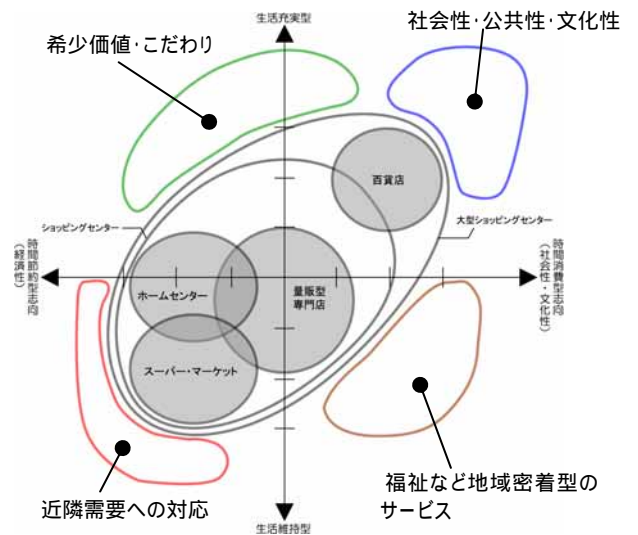 生活充実型
社会性・公共性・文化性
希少価値・こだわり
百貨店
ショッピングセンター
大型ショッピングセンター
時間節約型志向
（経済性）
時間消費型志向
（社会性・文化性）
ホームセンター
量販型
専門店
スーパー・マーケット
近隣需要への対応
福祉など地域密着型の
サービス
生活維持型